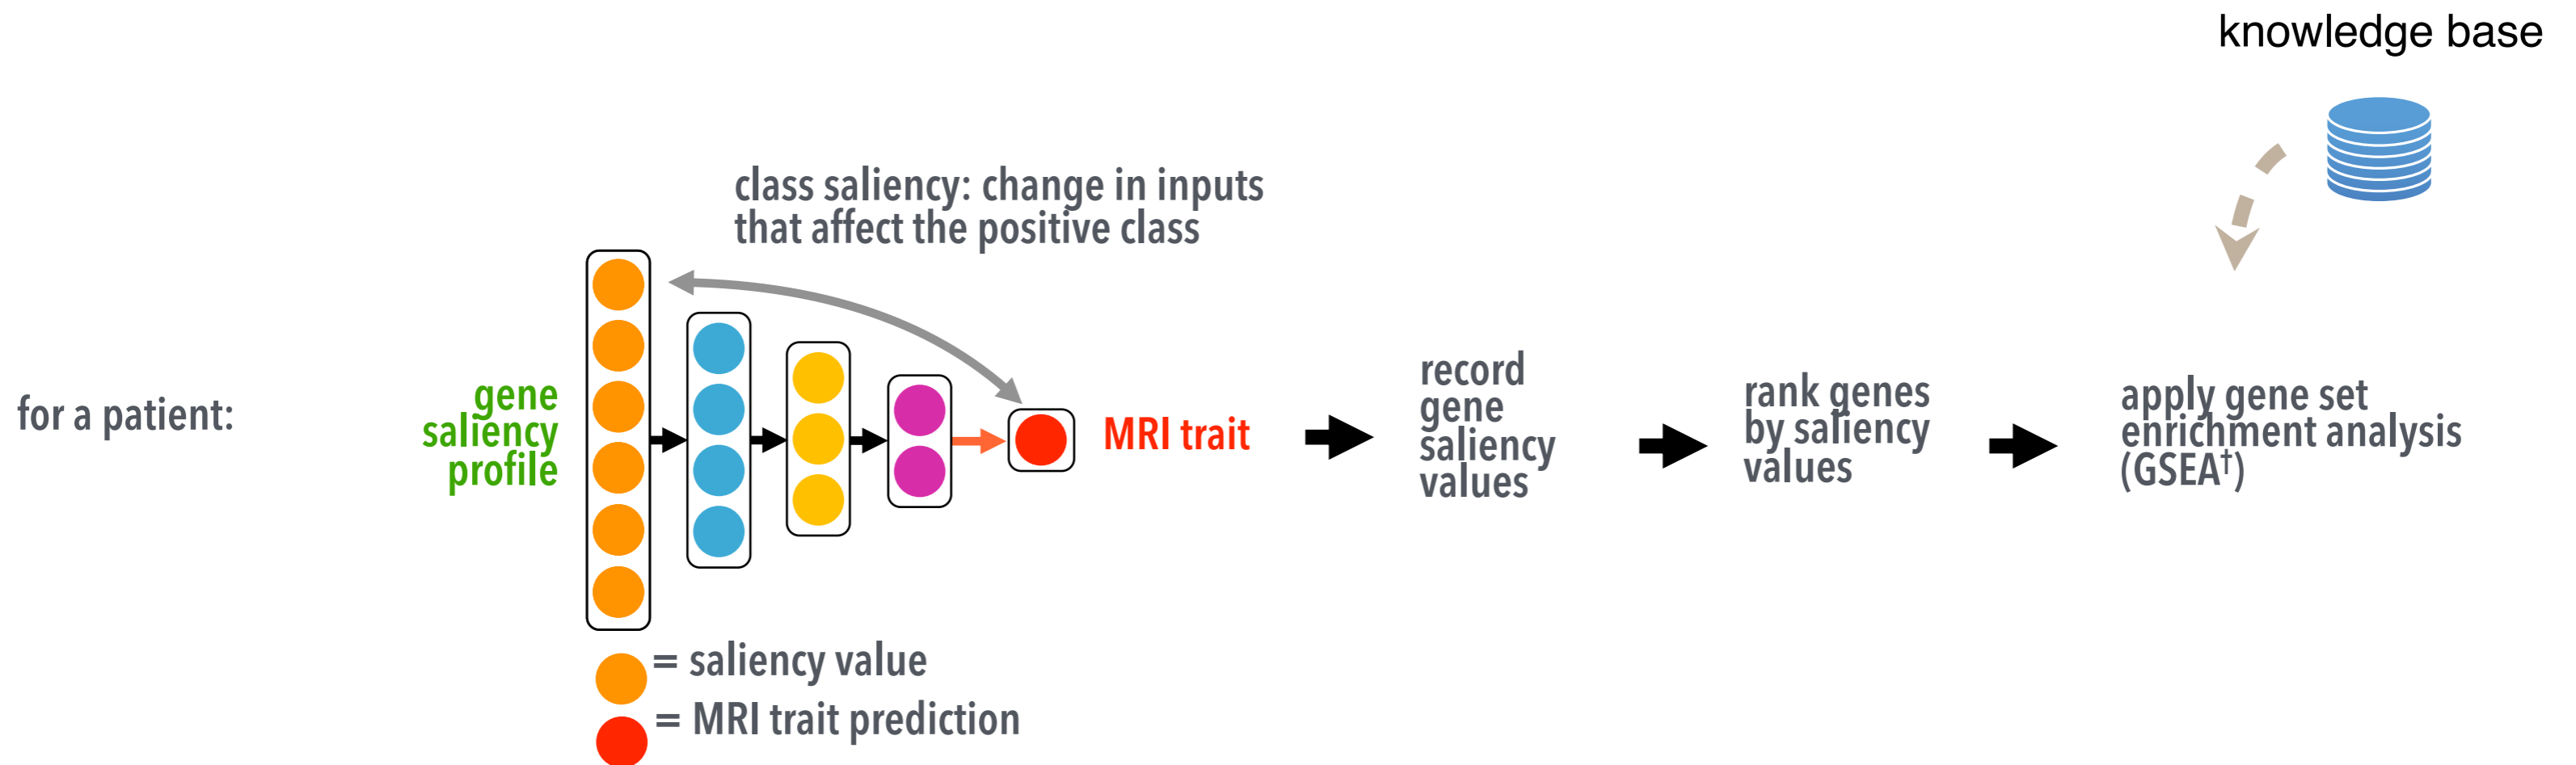 knowledge base
class saliency: change in inputs
that affect the positive class
for a patient:
gene
saliency
profile
MRI trait
record
gene
saliency
values
rank genes
by saliency
values
apply gene set
enrichment analysis
(GSEA†)
= saliency value
= MRI trait prediction